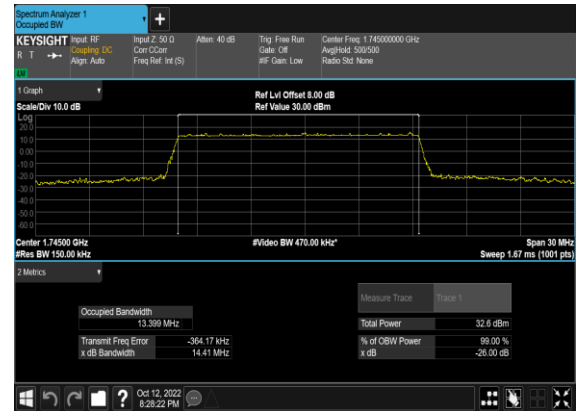 Spectrum Analyzer 1
Occupied BW
KEYSIGHT Input: RF Input Z: 50 Ω Atten: 40 dB Trig: Free Run Center Freq: 1.745000000 GHz
R T Coupling: DC Corr CCorr Gate: Off Avg|Hold: 500/500
Align: Auto Freq Ref: Int (S) #IF Gain: Low Radio Std: None
1 Graph
Ref Lvl Offset 8.00 dB
Scale/Div 10.0 dB Ref Value 30.00 dBm
Log
20.0
10.0
0.00
-10.0
-20.0
-30.0
-40.0
-50.0
-60.0
Center 1.74500 GHz #Video BW 470.00 kHz* Span 30 MHz
#Res BW 150.00 kHz Sweep 1.67 ms (1001 pts)
2 Metrics
Measure Trace Trace 1
Occupied Bandwidth
13.399 MHz Total Power 32.6 dBm
Transmit Freq Error -364.17 kHz % of OBW Power 99.00 %
x dB Bandwidth 14.41 MHz x dB -26.00 dB
Oct 12, 2022
8:28:22 PM